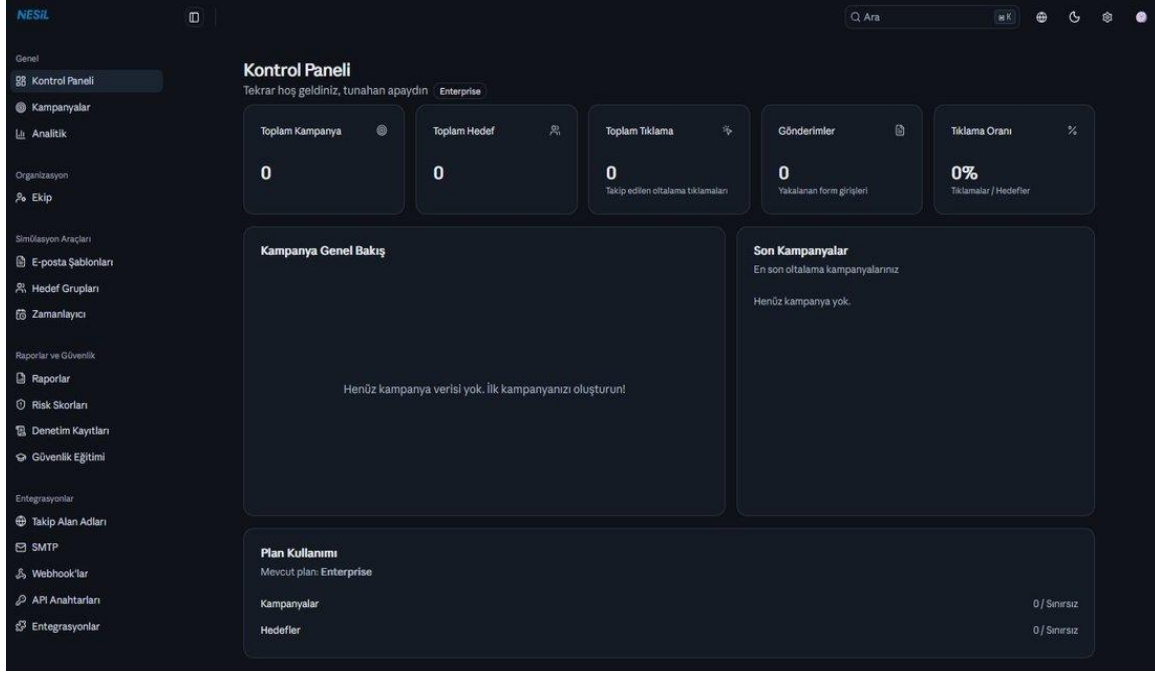 NESiL
Ara
⌘ K
Genel
Kontrol Paneli
Kampanyalar
Analitik
Organizasyon
Ekip
Simülasyon Araçları
E-posta Şablonları
Hedef Grupları
Zamanlayıcı
Raporlar ve Güvenlik
Raporlar
Risk Skorları
Denetim Kayıtları
Güvenlik Eğitimi
Entegrasyonlar
Takip Alan Adları
SMTP
Webhook'lar
API Anahtarları
Entegrasyonlar
Kontrol Paneli
Tekrar hoş geldiniz, tunahan apaydın Enterprise
Toplam Kampanya
0
Toplam Hedef
0
Toplam Tıklama
0
Takip edilen oltalama tıklamaları
Gönderimler
0
Yakalanan form girişleri
Tıklama Oranı
%
0%
Tıklamalar / Hedefler
Kampanya Genel Bakış
Henüz kampanya verisi yok. İlk kampanyanızı oluşturun!
Son Kampanyalar
En son oltalama kampanyalarınız
Henüz kampanya yok.
Plan Kullanımı
Mevcut plan: Enterprise
Kampanyalar 0 / Sınırsız
Hedefler 0 / Sınırsız